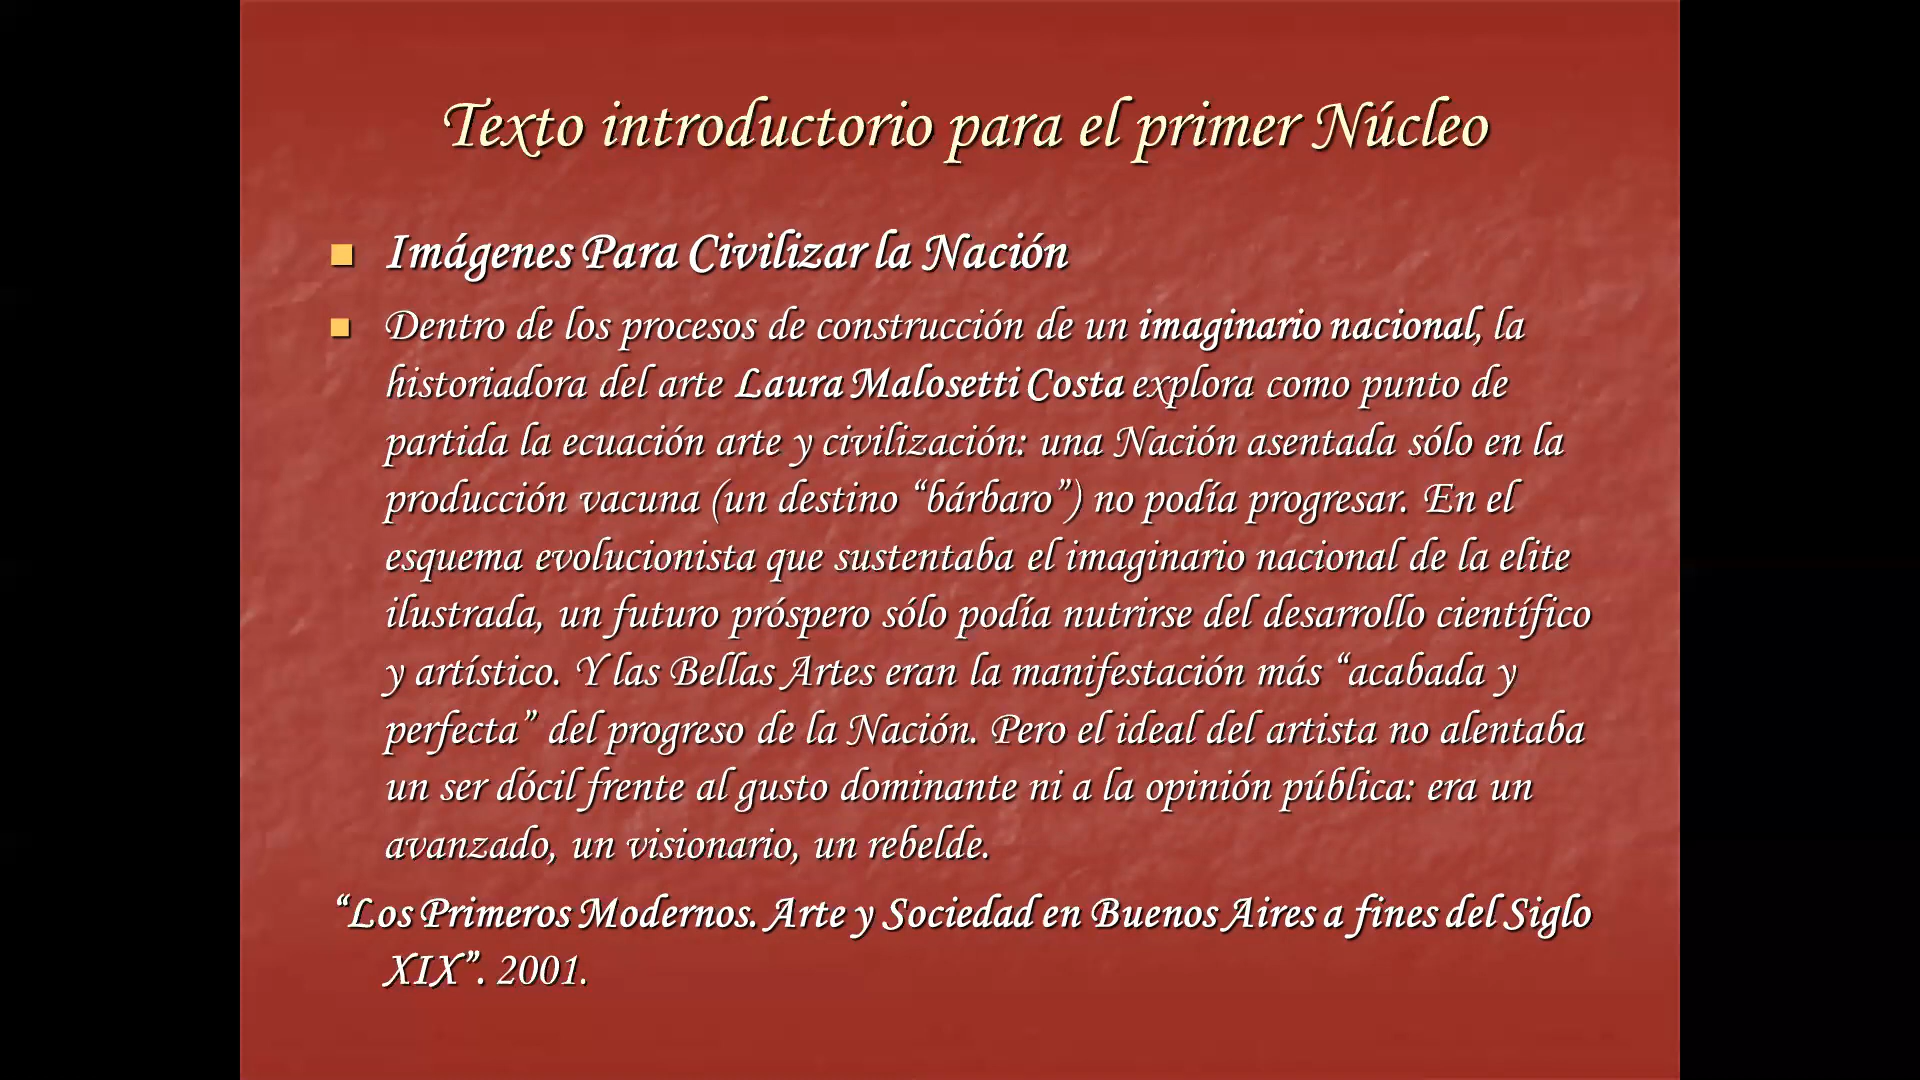 Texto introductorio para el primer Núcleo
Imágenes Para Civilizar la Nación
Dentro de los procesos de construcción de un imaginario nacional, la
historiadora del arte Laura Malosetti Costa explora como punto de
partida la ecuación arte y civilización: una Nación asentada sólo en la
producción vacuna (un destino “bárbaro”) no podía progresar. En el
esquema evolucionista que sustentaba el imaginario nacional de la elite
ilustrada, un futuro próspero sólo podía nutrirse del desarrollo científico
y artístico. Y las Bellas Artes eran la manifestación más “acabada y
perfecta” del progreso de la Nación. Pero el ideal del artista no alentaba
un ser dócil frente al gusto dominante ni a la opinión pública: era un
avanzado, un visionario, un rebelde.
“Los Primeros Modernos. Arte y Sociedad en Buenos Aires a fines del Siglo
XIX”. 2001.